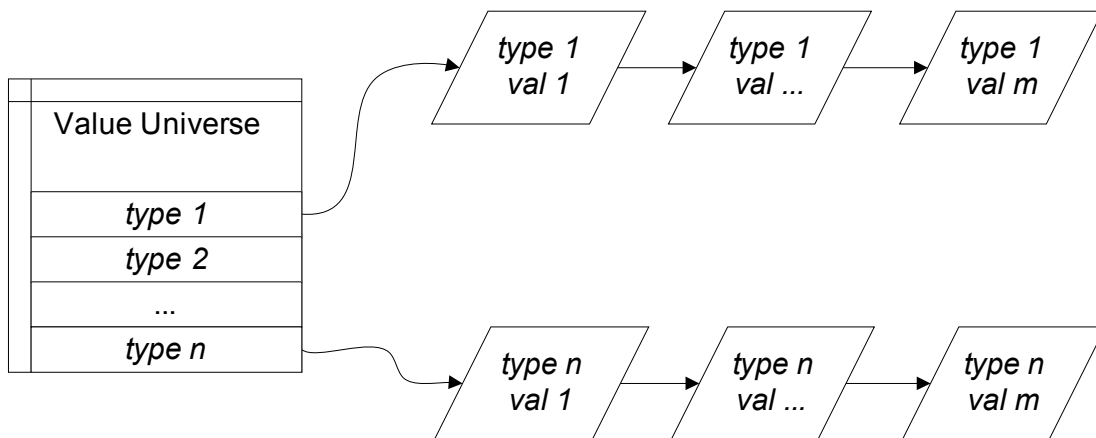 type 1
val 1
type 1
val ...
type 1
val m
Value Universe
type 1
type 2
...
type n
type n
val 1
type n
val ...
type n
val m